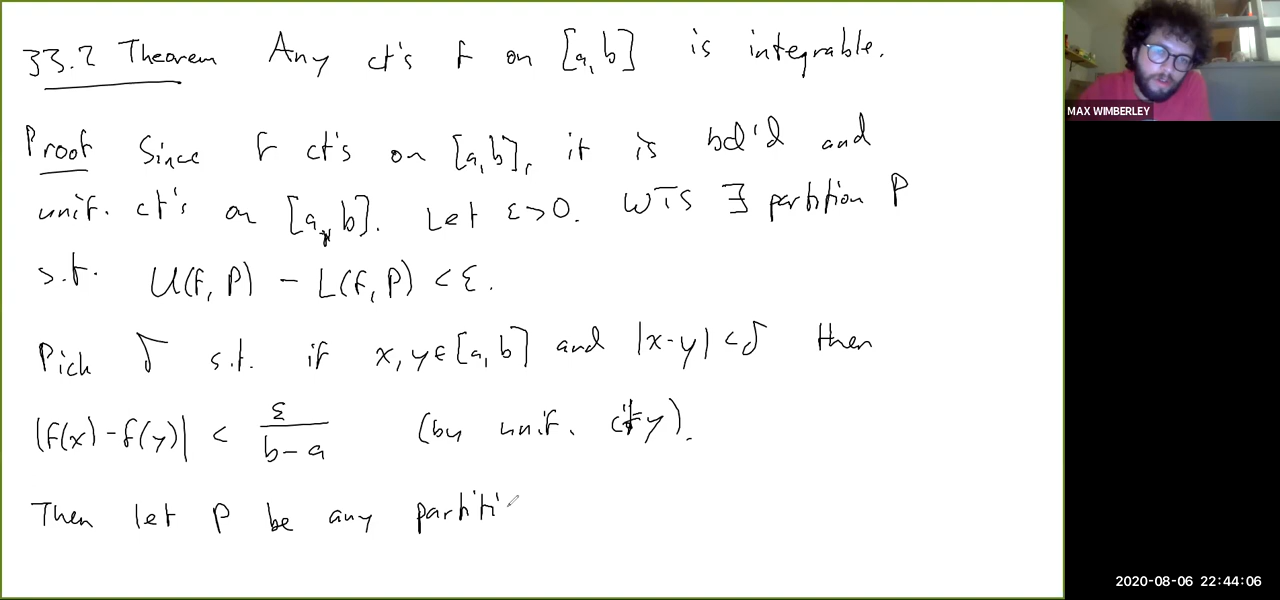 33.2 Theorem Any ct's f on [a, b] is integrable.
Proof Since f ct's on [a, b], it is bd'd and
unif. ct's on [a, b]. Let ε>0. WTS ∃ partition P
s.t. U(f, P) - L(f, P) < ε.
Pick δ s.t. if x, y ∈ [a, b] and |x-y| < δ then
|f(x) - f(y)| < ε/(b-a) (by unif. ct'y).
Then let P be any partiti
MAX WIMBERLEY
2020-08-06 22:44:06